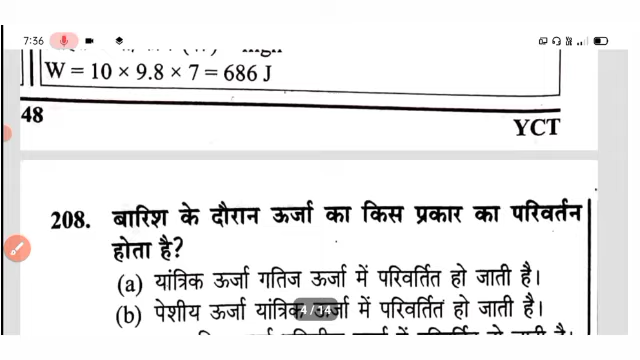 7:36
W = 10 × 9.8 × 7 = 686 J
48
YCT
208. बारिश के दौरान ऊर्जा का किस प्रकार का परिवर्तन
होता है?
(a) यांत्रिक ऊर्जा गतिज ऊर्जा में परिवर्तित हो जाती है।
(b) पेशीय ऊर्जा यांत्रिक ऊर्जा में परिवर्तित हो जाती है।
4 / 14